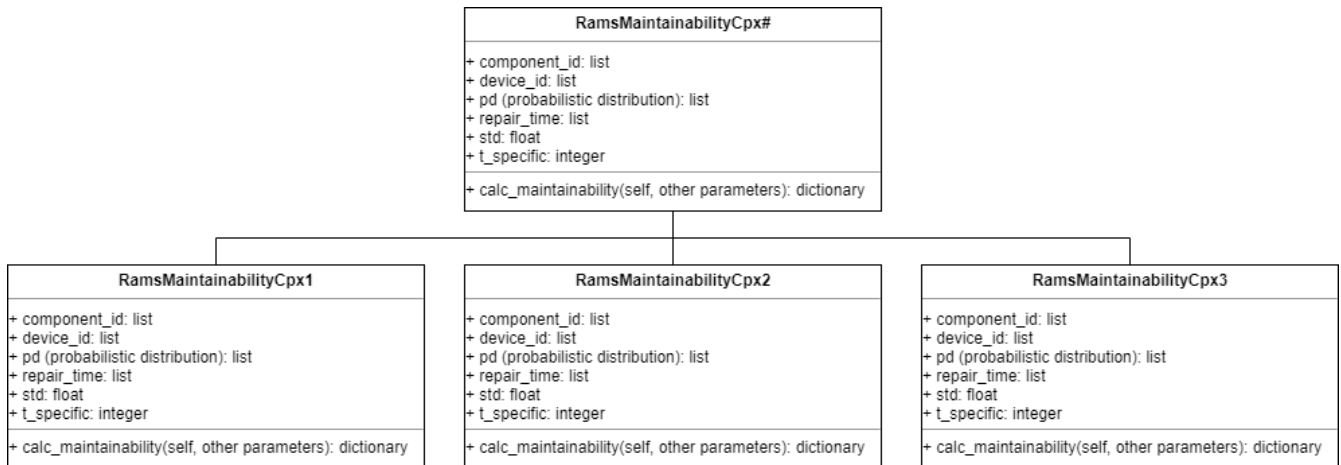 RamsMaintainabilityCpx#
+ component_id: list
+ device_id: list
+ pd (probabilistic distribution): list
+ repair_time: list
+ std: float
+ t_specific: integer
+ calc_maintainability(self, other parameters): dictionary
RamsMaintainabilityCpx1
+ component_id: list
+ device_id: list
+ pd (probabilistic distribution): list
+ repair_time: list
+ std: float
+ t_specific: integer
+ calc_maintainability(self, other parameters): dictionary
RamsMaintainabilityCpx2
+ component_id: list
+ device_id: list
+ pd (probabilistic distribution): list
+ repair_time: list
+ std: float
+ t_specific: integer
+ calc_maintainability(self, other parameters): dictionary
RamsMaintainabilityCpx3
+ component_id: list
+ device_id: list
+ pd (probabilistic distribution): list
+ repair_time: list
+ std: float
+ t_specific: integer
+ calc_maintainability(self, other parameters): dictionary